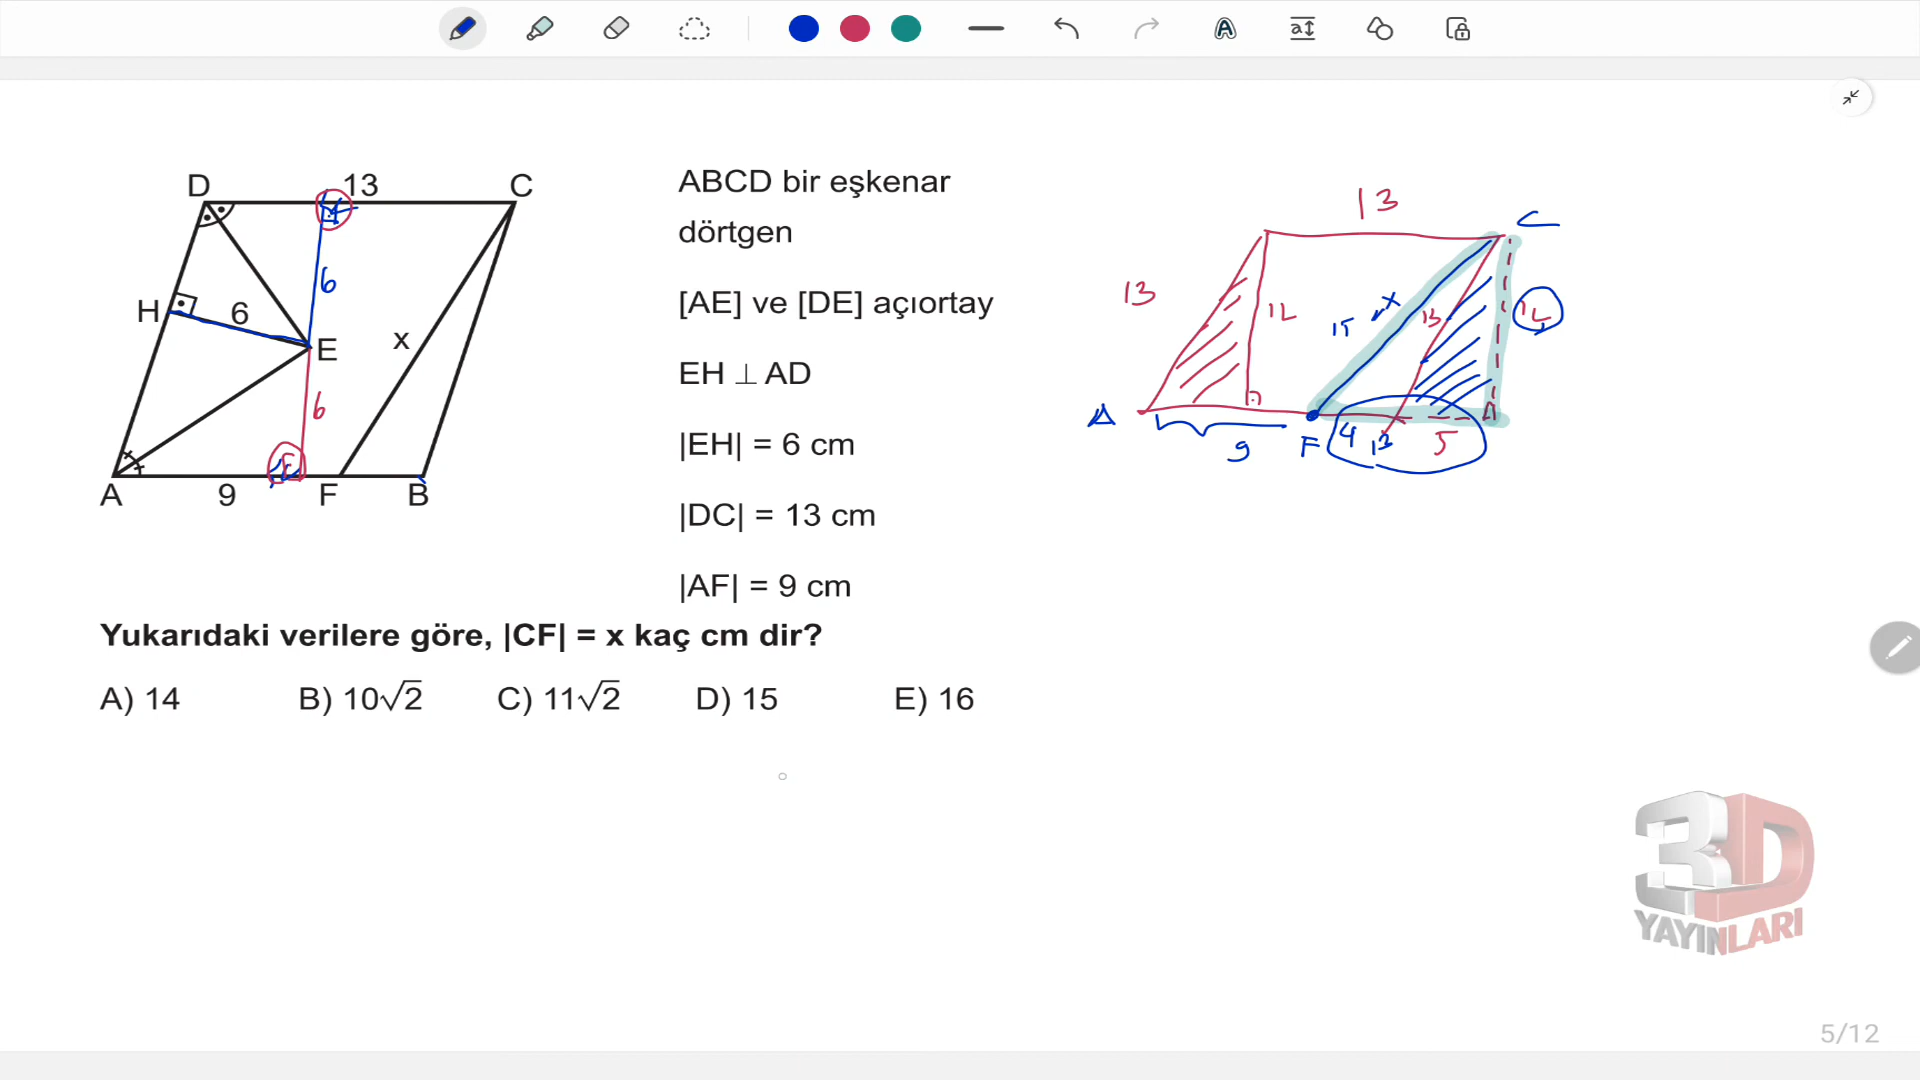 D 13 C
H 6 6
E x
6
A 9 F B
ABCD bir eşkenar
dörtgen
[AE] ve [DE] açıortay
EH ⊥ AD
|EH| = 6 cm
|DC| = 13 cm
|AF| = 9 cm
Yukarıdaki verilere göre, |CF| = x kaç cm dir?
A) 14 B) 10√2 C) 11√2 D) 15 E) 16
13 C
13 12 15 x 13 12
A 9 F 4 13 5
3D
YAYINLARI
5/12